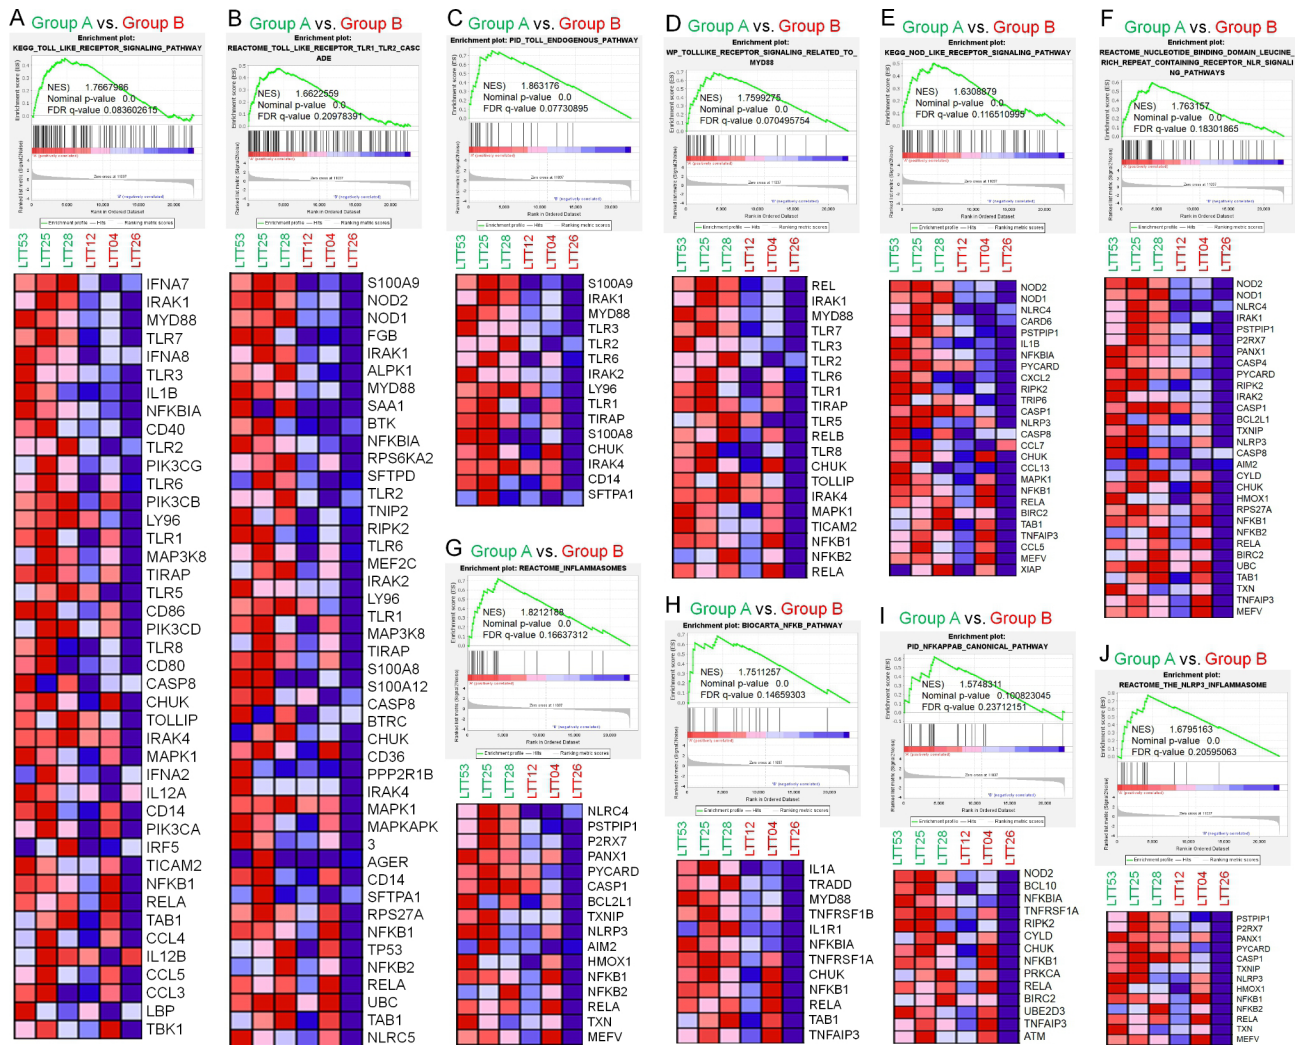 A
Group A vs. Group B
Enrichment plot:
KEGG_TOLL_LIKE_RECEPTOR_SIGNALING_PATHWAY
NES) 1.7667986
Nominal p-value 0.0
FDR q-value 0.083602615
LTT53 LTT25 LTT28 LTT12 LTT04 LTT26
IFNA7
IRAK1
MYD88
TLR7
IFNA8
TLR3
IL1B
NFKBIA
CD40
TLR2
PIK3CG
TLR6
PIK3CB
LY96
TLR1
MAP3K8
TIRAP
TLR5
CD86
PIK3CD
TLR8
CD80
CASP8
CHUK
TOLLIP
IRAK4
MAPK1
IFNA2
IL12A
CD14
PIK3CA
IRF5
TICAM2
NFKB1
RELA
TAB1
CCL4
IL12B
CCL5
CCL3
LBP
TBK1
B
Group A vs. Group B
Enrichment plot:
REACTOME_TOLL_LIKE_RECEPTOR_TLR1_TLR2_CASC
ADE
NES) 1.6622559
Nominal p-value 0.0
FDR q-value 0.20978391
LTT53 LTT25 LTT28 LTT12 LTT04 LTT26
S100A9
NOD2
NOD1
FGB
IRAK1
ALPK1
MYD88
SAA1
BTK
NFKBIA
RPS6KA2
SFTPD
TLR2
TNIP2
RIPK2
TLR6
MEF2C
IRAK2
LY96
TLR1
MAP3K8
TIRAP
S100A8
S100A12
CASP8
BTRC
CHUK
CD36
PPP2R1B
IRAK4
MAPK1
MAPKAPK
3
AGER
CD14
SFTPA1
RPS27A
NFKB1
TP53
NFKB2
RELA
UBC
TAB1
NLRC5
C
Group A vs. Group B
Enrichment plot: PID_TOLL_ENDOGENOUS_PATHWAY
NES) 1.863176
Nominal p-value 0.0
FDR q-value 0.07730895
LTT53 LTT25 LTT28 LTT12 LTT04 LTT26
S100A9
IRAK1
MYD88
TLR3
TLR2
TLR6
IRAK2
LY96
TLR1
TIRAP
S100A8
CHUK
IRAK4
CD14
SFTPA1
D
Group A vs. Group B
Enrichment plot:
WP_TOLLLIKE_RECEPTOR_SIGNALING_RELATED_TO_
MYD88
NES) 1.7599275
Nominal p-value 0.0
FDR q-value 0.070495754
LTT53 LTT25 LTT28 LTT12 LTT04 LTT26
REL
IRAK1
MYD88
TLR7
TLR3
TLR2
TLR6
TLR1
TIRAP
TLR5
RELB
TLR8
CHUK
TOLLIP
IRAK4
MAPK1
TICAM2
NFKB1
NFKB2
RELA
E
Group A vs. Group B
Enrichment plot:
KEGG_NOD_LIKE_RECEPTOR_SIGNALING_PATHWAY
NES) 1.6308879
Nominal p-value 0.0
FDR q-value 0.116510995
LTT53 LTT25 LTT28 LTT12 LTT04 LTT26
NOD2
NOD1
NLRC4
CARD6
PSTPIP1
IL1B
NFKBIA
PYCARD
CXCL2
RIPK2
TRIP6
CASP1
NLRP3
CASP8
CCL7
CHUK
CCL13
MAPK1
NFKB1
RELA
BIRC2
TAB1
TNFAIP3
CCL5
MEFV
XIAP
F
Group A vs. Group B
Enrichment plot:
REACTOME_NUCLEOTIDE_BINDING_DOMAIN_LEUCINE_
RICH_REPEAT_CONTAINING_RECEPTOR_NLR_SIGNALI
NG_PATHWAYS
NES) 1.763157
Nominal p-value 0.0
FDR q-value 0.18301865
LTT53 LTT25 LTT28 LTT12 LTT04 LTT26
NOD2
NOD1
NLRC4
IRAK1
PSTPIP1
P2RX7
PANX1
CASP4
PYCARD
RIPK2
IRAK2
CASP1
BCL2L1
TXNIP
NLRP3
CASP8
AIM2
CYLD
CHUK
HMOX1
RPS27A
NFKB1
NFKB2
RELA
BIRC2
UBC
TAB1
TXN
TNFAIP3
MEFV
G
Group A vs. Group B
Enrichment plot: REACTOME_INFLAMMASOMES
NES) 1.8212188
Nominal p-value 0.0
FDR q-value 0.16637312
LTT53 LTT25 LTT28 LTT12 LTT04 LTT26
NLRC4
PSTPIP1
P2RX7
PANX1
PYCARD
CASP1
BCL2L1
TXNIP
NLRP3
AIM2
HMOX1
NFKB1
NFKB2
RELA
TXN
MEFV
H
Group A vs. Group B
Enrichment plot: BIOCARTA_NFKB_PATHWAY
NES) 1.7511257
Nominal p-value 0.0
FDR q-value 0.14659303
LTT53 LTT25 LTT28 LTT12 LTT04 LTT26
IL1A
TRADD
MYD88
TNFRSF1B
IL1R1
NFKBIA
TNFRSF1A
CHUK
NFKB1
RELA
TAB1
TNFAIP3
I
Group A vs. Group B
Enrichment plot:
PID_NFKAPPAB_CANONICAL_PATHWAY
NES) 1.5748311
Nominal p-value 0.100823045
FDR q-value 0.23712151
LTT53 LTT25 LTT28 LTT12 LTT04 LTT26
NOD2
BCL10
NFKBIA
TNFRSF1A
RIPK2
CYLD
CHUK
NFKB1
PRKCA
RELA
BIRC2
UBE2D3
TNFAIP3
ATM
J
Group A vs. Group B
Enrichment plot:
REACTOME_THE_NLRP3_INFLAMMASOME
NES) 1.6795163
Nominal p-value 0.0
FDR q-value 0.20595063
LTT53 LTT25 LTT28 LTT12 LTT04 LTT26
PSTPIP1
P2RX7
PANX1
PYCARD
CASP1
TXNIP
NLRP3
HMOX1
NFKB1
NFKB2
RELA
TXN
MEFV